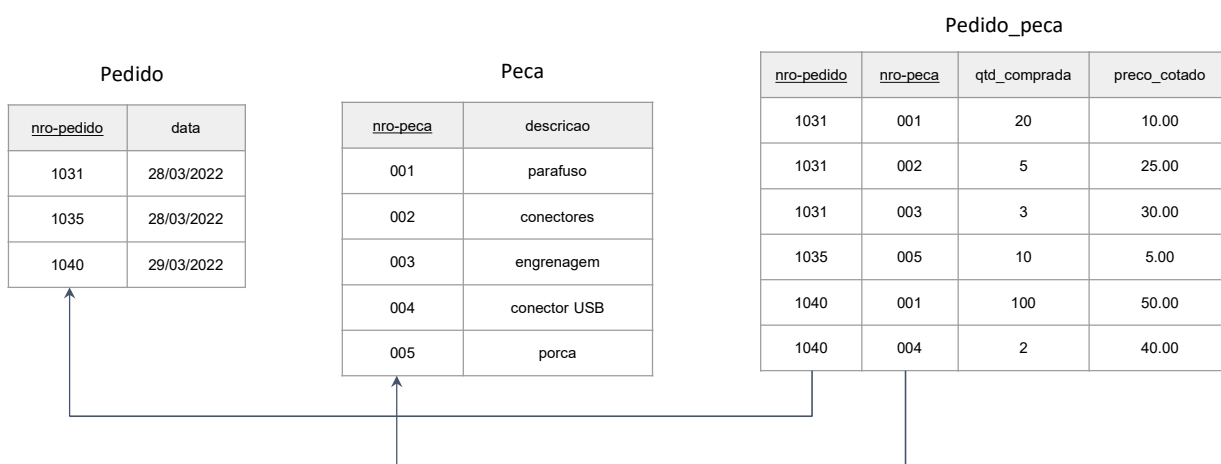 Pedido
nro-pedido data
1031 28/03/2022
1035 28/03/2022
1040 29/03/2022
Peca
nro-peca descricao
001 parafuso
002 conectores
003 engrenagem
004 conector USB
005 porca
Pedido_peca
nro-pedido nro-peca qtd_comprada preco_cotado
1031 001 20 10.00
1031 002 5 25.00
1031 003 3 30.00
1035 005 10 5.00
1040 001 100 50.00
1040 004 2 40.00